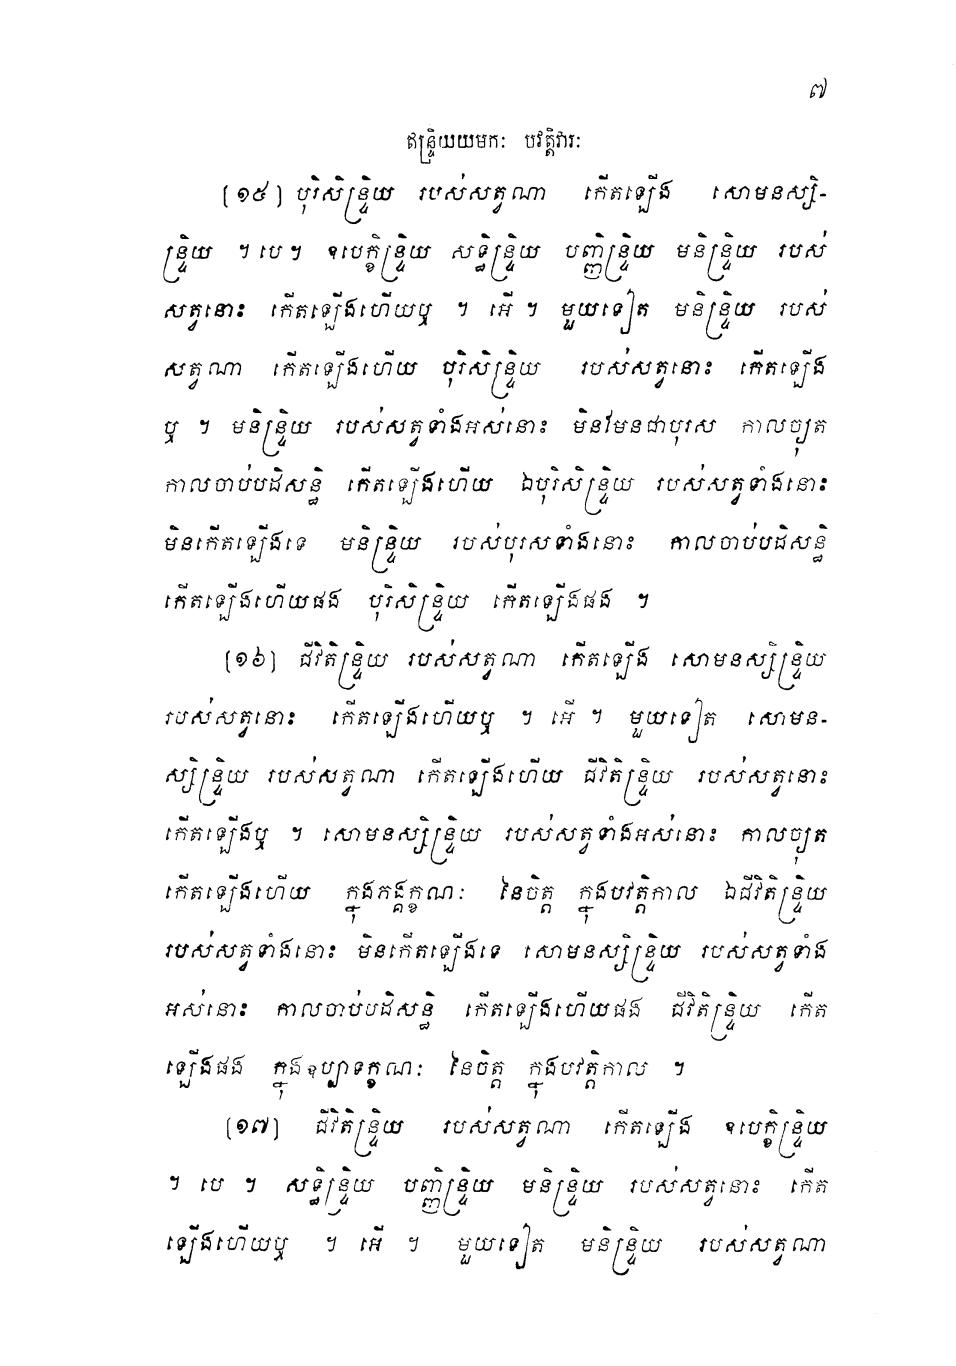 ៧
ឥន្ទ្រិយយមកៈ បវត្តិវារៈ
[១៥] បុរិសិន្ទ្រិយ របស់សត្វណា កើតឡើង សោមនស្សិ-
ន្ទ្រិយ ។ បេ ។ ឧបេក្ខិន្ទ្រិយ សទ្ធិន្ទ្រិយ បញ្ញិន្ទ្រិយ មនិន្ទ្រិយ របស់
សត្វនោះ កើតឡើងហើយឬ ។ អើ ។ មួយទៀត មនិន្ទ្រិយ របស់
សត្វណា កើតឡើងហើយ បុរិសិន្ទ្រិយ របស់សត្វនោះ កើតឡើង
ឬ ។ មនិន្ទ្រិយ របស់សត្វទាំងអស់នោះ មិនមែនជាបុរស កាលច្យុត
កាលចាប់បដិសន្ធិ កើតឡើងហើយ ឯបុរិសិន្ទ្រិយ របស់សត្វទាំងនោះ
មិនកើតឡើងទេ មនិន្ទ្រិយ របស់បុរសទាំងនោះ កាលចាប់បដិសន្ធិ
កើតឡើងហើយផង បុរិសិន្ទ្រិយ កើតឡើងផង ។
[១៦] ជីវិតិន្ទ្រិយ របស់សត្វណា កើតឡើង សោមនស្សិន្ទ្រិយ
របស់សត្វនោះ កើតឡើងហើយឬ ។ អើ ។ មួយទៀត សោមន-
ស្សិន្ទ្រិយ របស់សត្វណា កើតឡើងហើយ ជីវិតិន្ទ្រិយ របស់សត្វនោះ
កើតឡើងឬ ។ សោមនស្សិន្ទ្រិយ របស់សត្វទាំងអស់នោះ កាលច្យុត
កើតឡើងហើយ ក្នុងភង្គក្ខណៈ នៃចិត្ត ក្នុងបវត្តិកាល ឯជីវិតិន្ទ្រិយ
របស់សត្វទាំងនោះ មិនកើតឡើងទេ សោមនស្សិន្ទ្រិយ របស់សត្វទាំង
អស់នោះ កាលចាប់បដិសន្ធិ កើតឡើងហើយផង ជីវិតិន្ទ្រិយ កើត
ឡើងផង ក្នុងឧប្បាទក្ខណៈ នៃចិត្ត ក្នុងបវត្តិកាល ។
[១៧] ជីវិតិន្ទ្រិយ របស់សត្វណា កើតឡើង ឧបេក្ខិន្ទ្រិយ
។ បេ ។ សទ្ធិន្ទ្រិយ បញ្ញិន្ទ្រិយ មនិន្ទ្រិយ របស់សត្វនោះ កើត
ឡើងហើយឬ ។ អើ ។ មួយទៀត មនិន្ទ្រិយ របស់សត្វណា